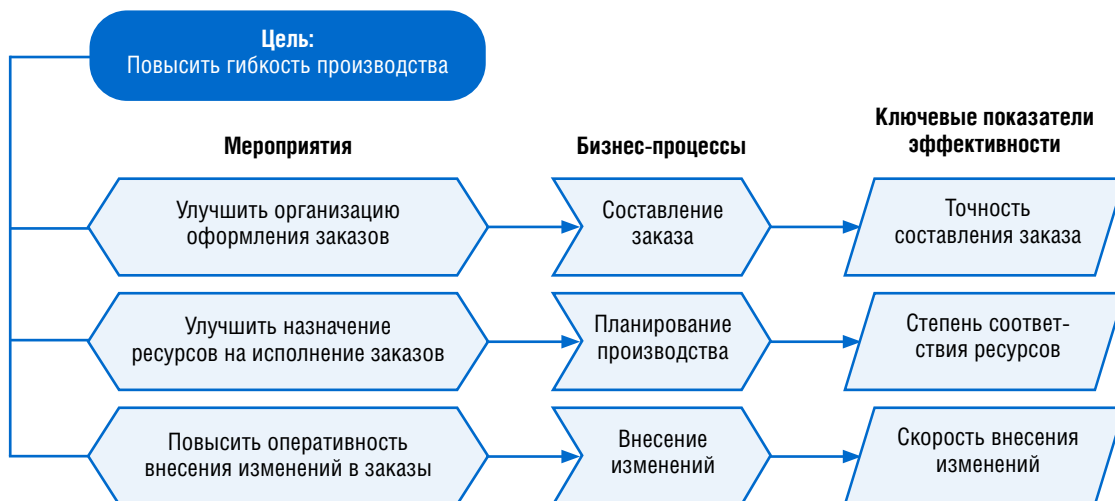 Цель:
Повысить гибкость производства
Мероприятия
Бизнес-процессы
Ключевые показатели
эффективности
Улучшить организацию
оформления заказов
Составление
заказа
Точность
составления заказа
Улучшить назначение
ресурсов на исполнение заказов
Планирование
производства
Степень соответ-
ствия ресурсов
Повысить оперативность
внесения изменений в заказы
Внесение
изменений
Скорость внесения
изменений